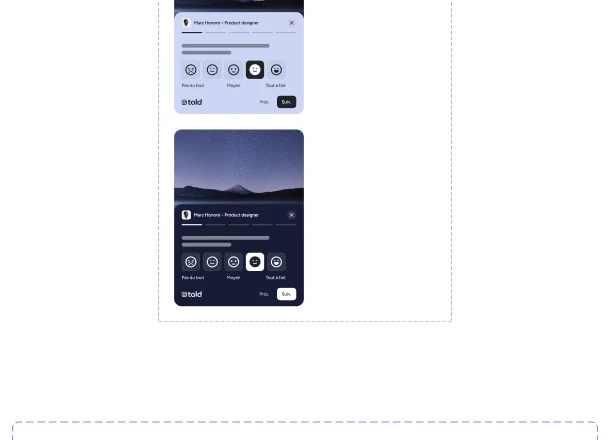 Marc Honoré – Product designer
Pas du tout
Moyen
Tout à fait
told
Préc.
Suiv.
Marc Honoré – Product designer
Pas du tout
Moyen
Tout à fait
told
Préc.
Suiv.